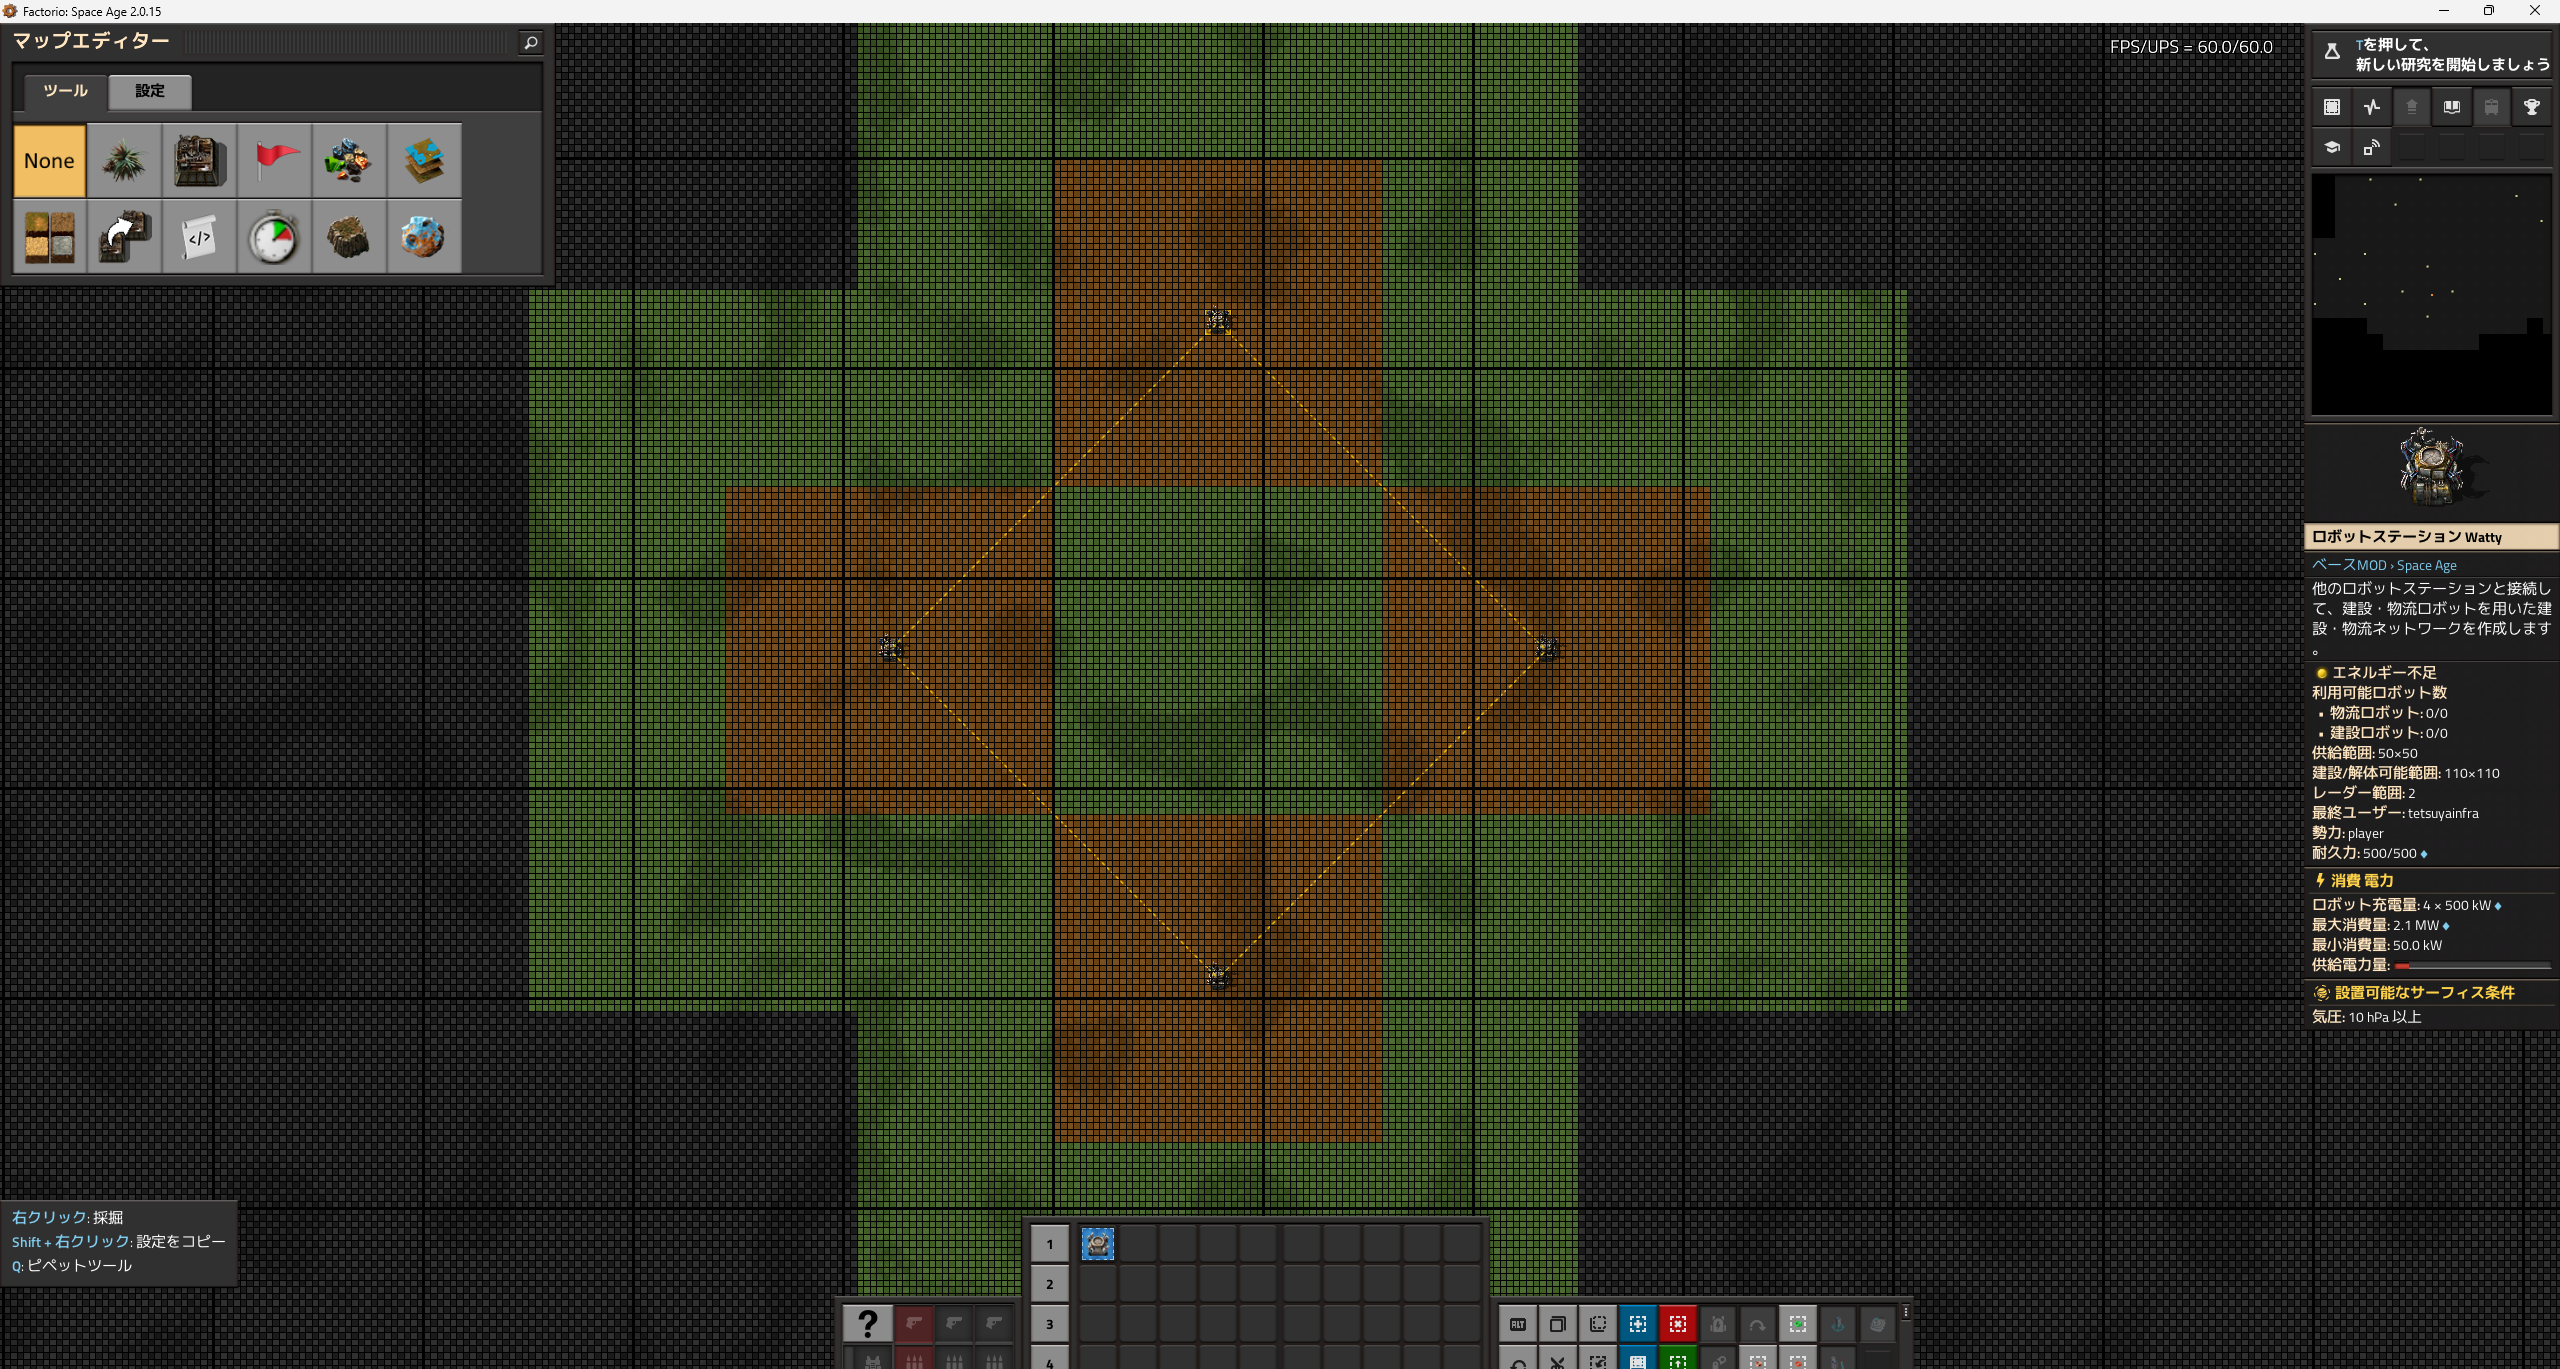 Factorio: Space Age 2.0.15
マップエディター
ツール
設定
None
FPS/UPS = 60.0/60.0
Tを押して、
新しい研究を開始しましょう
ロボットステーション Watty
ベースMOD › Space Age
他のロボットステーションと接続し
て、建設・物流ロボットを用いた建
設・物流ネットワークを作成します
。
エネルギー不足
利用可能ロボット数
• 物流ロボット: 0/0
• 建設ロボット: 0/0
供給範囲: 50×50
建設/解体可能範囲: 110×110
レーダー範囲: 2
最終ユーザー: tetsuyainfra
勢力: player
耐久力: 500/500
消費 電力
ロボット充電量: 4 × 500 kW
最大消費量: 2.1 MW
最小消費量: 50.0 kW
供給電力量:
設置可能なサーフィス条件
気圧: 10 hPa 以上
右クリック: 採掘
Shift + 右クリック: 設定をコピー
Q: ピペットツール
1
2
3
4
?
ALT